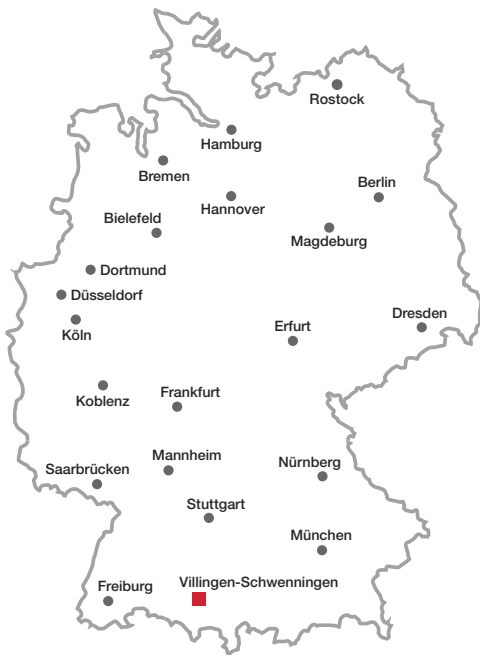 Rostock
Hamburg
Bremen
Berlin
Hannover
Bielefeld
Magdeburg
Dortmund
Düsseldorf
Dresden
Erfurt
Köln
Frankfurt
Koblenz
Mannheim
Nürnberg
Saarbrücken
Stuttgart
München
Villingen-Schwenningen
Freiburg